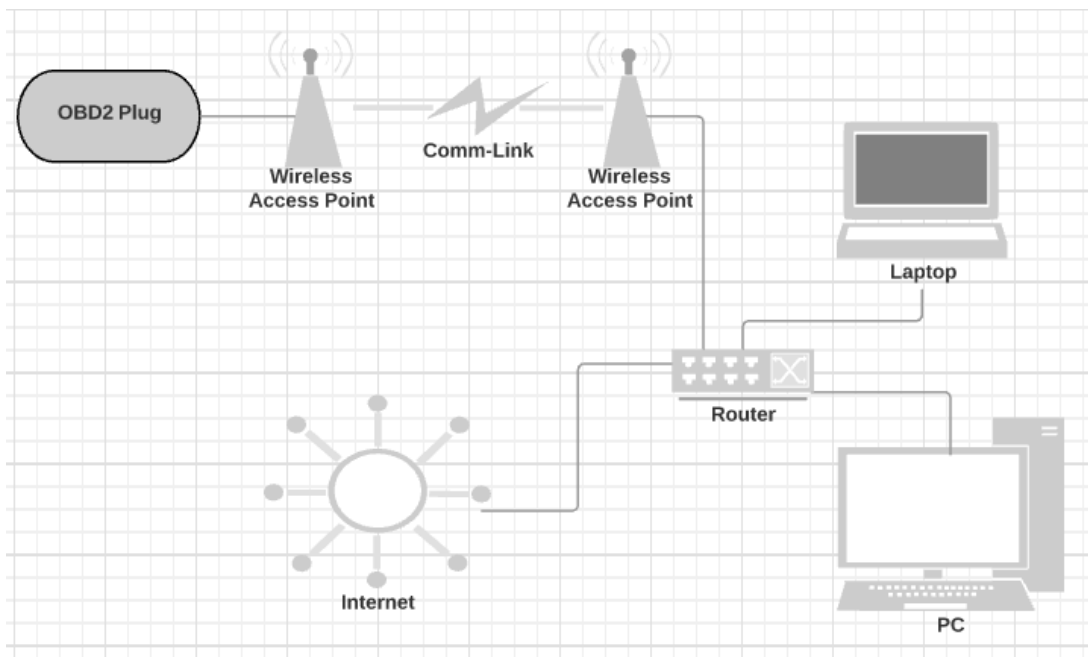 OBD2 Plug
Comm-Link
Wireless
Access Point
Wireless
Access Point
Laptop
Router
Internet
PC